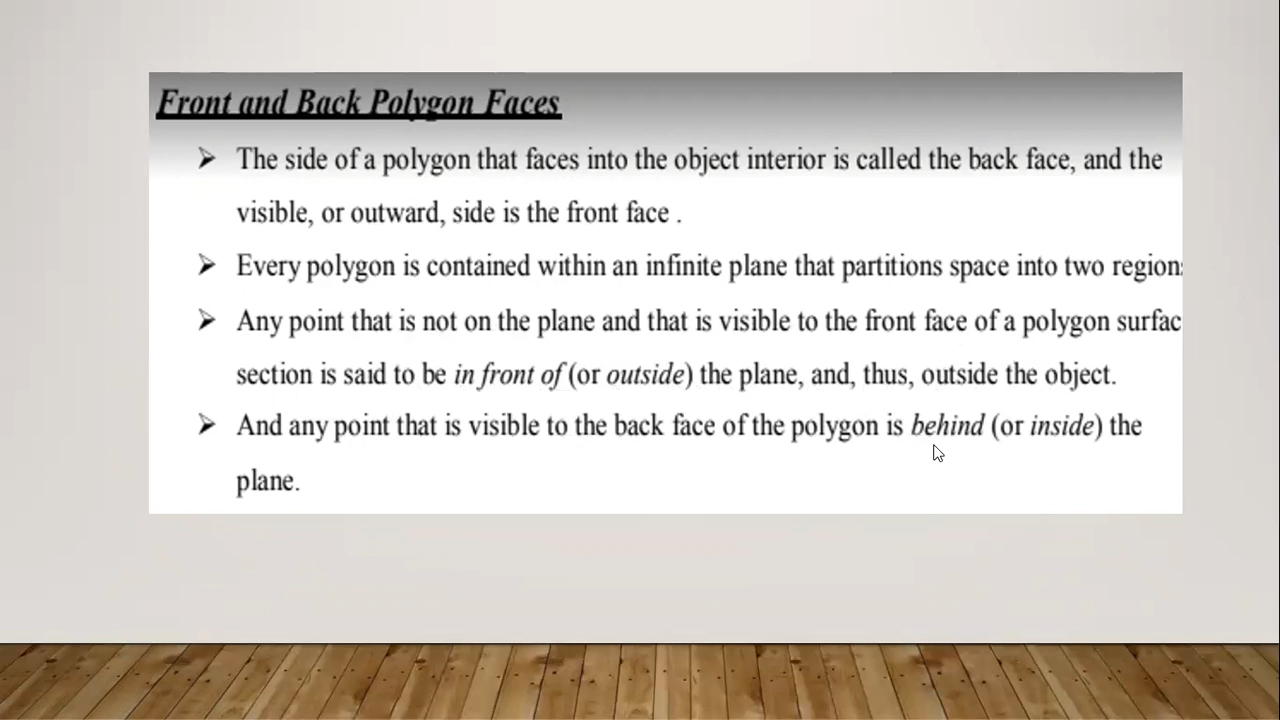 Front and Back Polygon Faces
➢ The side of a polygon that faces into the object interior is called the back face, and the
visible, or outward, side is the front face .
➢ Every polygon is contained within an infinite plane that partitions space into two region
➢ Any point that is not on the plane and that is visible to the front face of a polygon surfac
section is said to be in front of (or outside) the plane, and, thus, outside the object.
➢ And any point that is visible to the back face of the polygon is behind (or inside) the
plane.